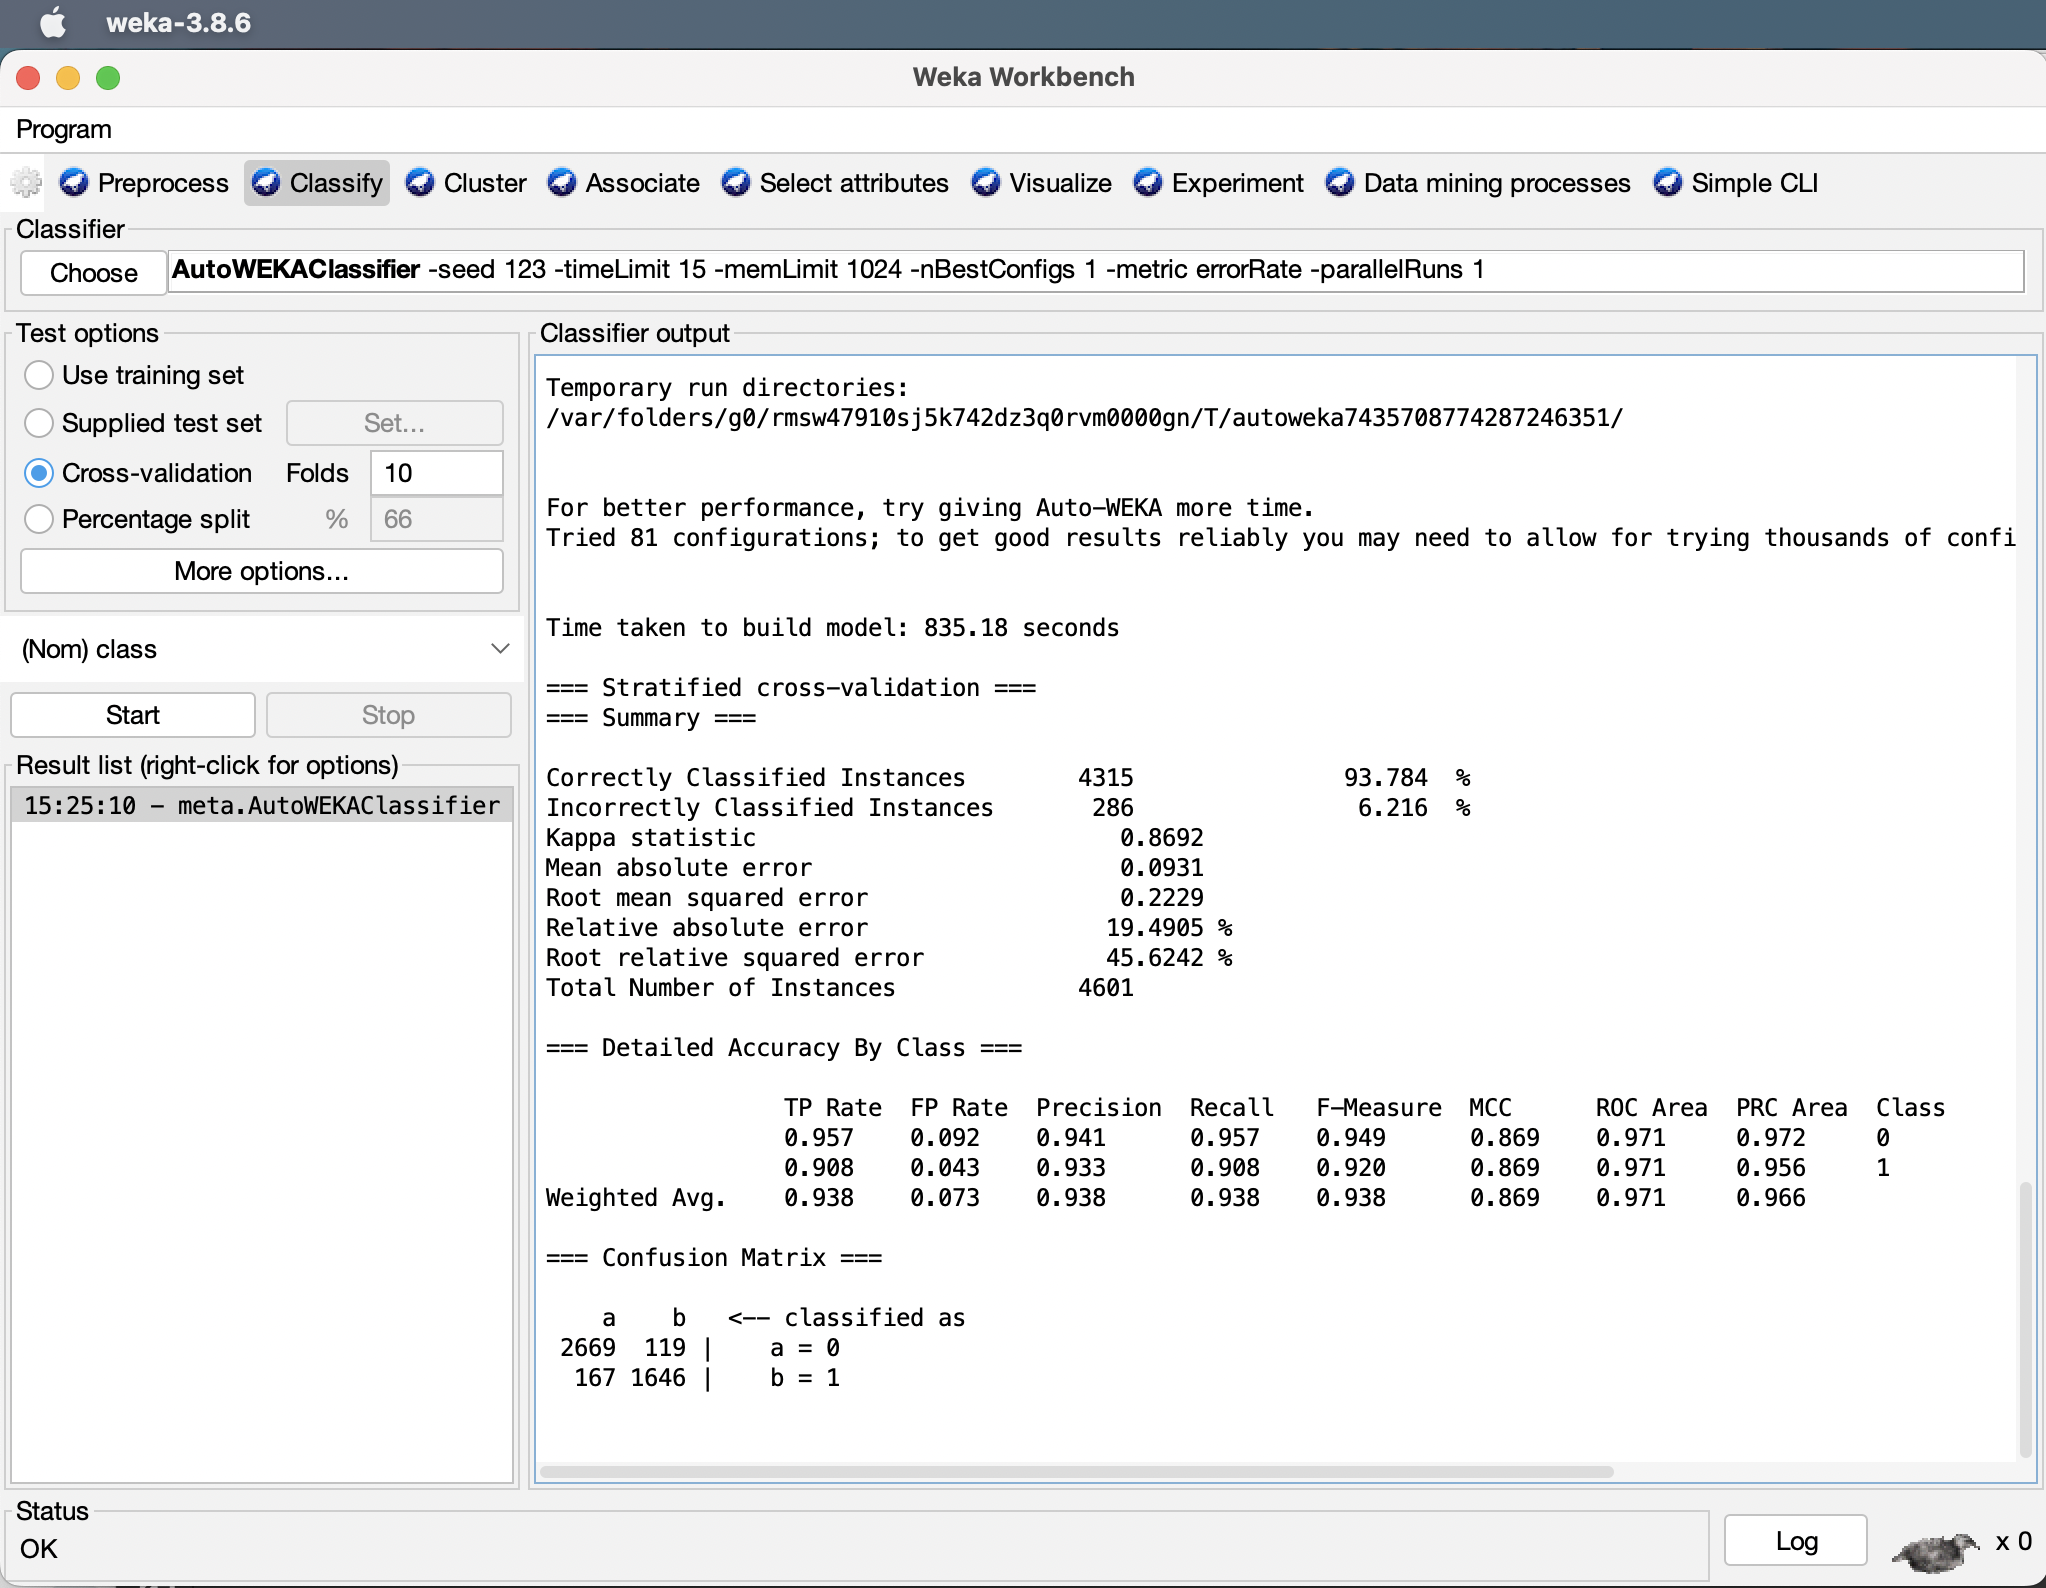 weka-3.8.6
Weka Workbench
Program
Preprocess Classify Cluster Associate Select attributes Visualize Experiment Data mining processes Simple CLI
Classifier
Choose AutoWEKAClassifier -seed 123 -timeLimit 15 -memLimit 1024 -nBestConfigs 1 -metric errorRate -parallelRuns 1
Test options
Use training set
Supplied test set Set...
Cross-validation Folds 10
Percentage split % 66
More options...
(Nom) class
Start Stop
Result list (right-click for options)
15:25:10 – meta.AutoWEKAClassifier
Classifier output
Temporary run directories:
/var/folders/g0/rmsw47910sj5k742dz3q0rvm0000gn/T/autoweka7435708774287246351/
For better performance, try giving Auto-WEKA more time.
Tried 81 configurations; to get good results reliably you may need to allow for trying thousands of confi
Time taken to build model: 835.18 seconds
=== Stratified cross-validation ===
=== Summary ===
Correctly Classified Instances 4315 93.784 %
Incorrectly Classified Instances 286 6.216 %
Kappa statistic 0.8692
Mean absolute error 0.0931
Root mean squared error 0.2229
Relative absolute error 19.4905 %
Root relative squared error 45.6242 %
Total Number of Instances 4601
=== Detailed Accuracy By Class ===
TP Rate FP Rate Precision Recall F-Measure MCC ROC Area PRC Area Class
0.957 0.092 0.941 0.957 0.949 0.869 0.971 0.972 0
0.908 0.043 0.933 0.908 0.920 0.869 0.971 0.956 1
Weighted Avg. 0.938 0.073 0.938 0.938 0.938 0.869 0.971 0.966
=== Confusion Matrix ===
a b <-- classified as
2669 119 | a = 0
167 1646 | b = 1
Status
OK
Log x 0